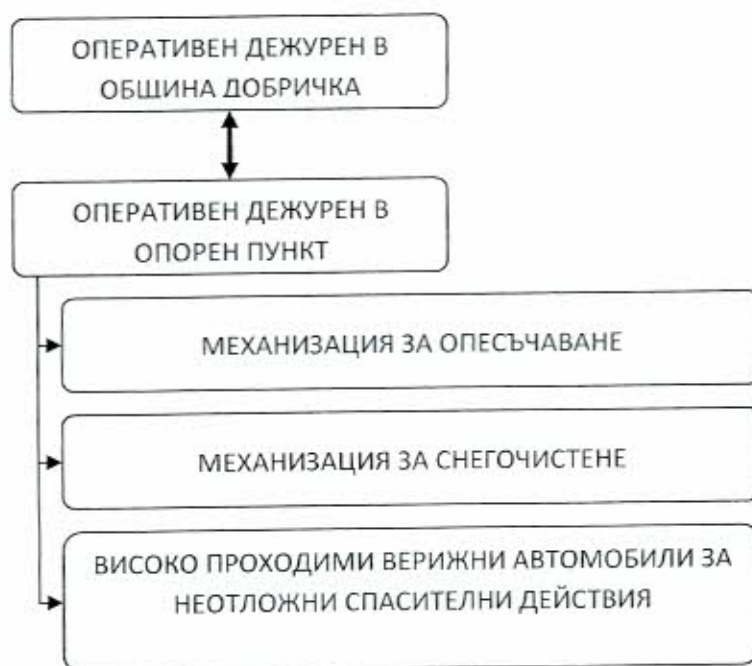 ОПЕРАТИВЕН ДЕЖУРЕН В
ОБЩИНА ДОБРИЧКА
ОПЕРАТИВЕН ДЕЖУРЕН В
ОПОРЕН ПУНКТ
МЕХАНИЗАЦИЯ ЗА ОПЕСЪЧАВАНЕ
МЕХАНИЗАЦИЯ ЗА СНЕГОЧИСТЕНЕ
ВИСОКО ПРОХОДИМИ ВЕРИЖНИ АВТОМОБИЛИ ЗА
НЕОТЛОЖНИ СПАСИТЕЛНИ ДЕЙСТВИЯ